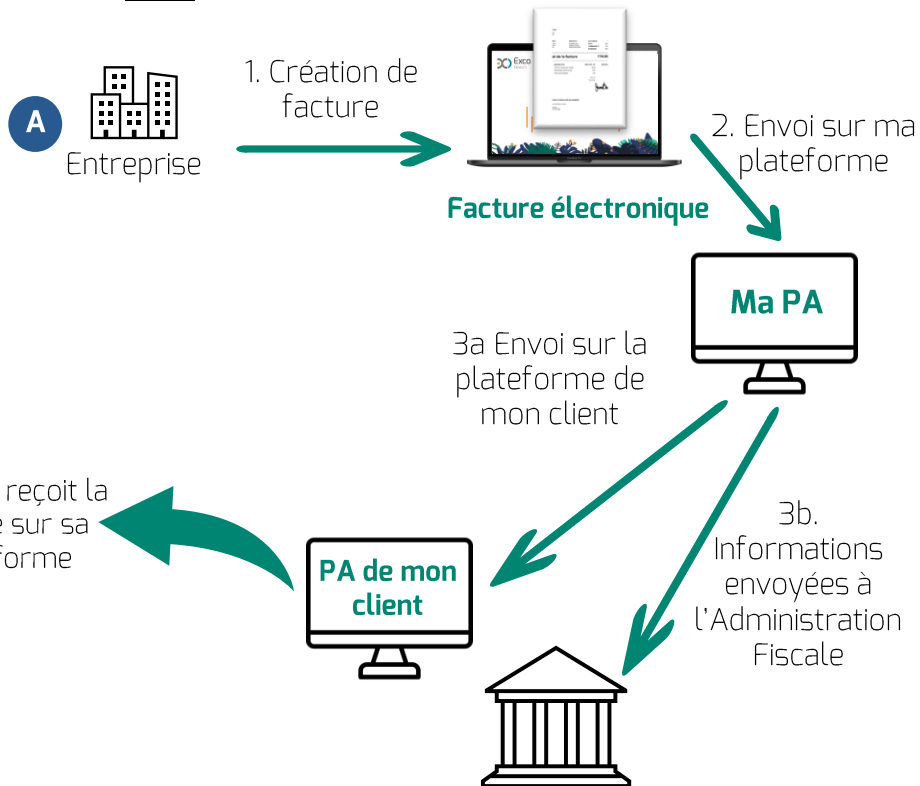 1. Création de
facture
A
Entreprise
Exco
2. Envoi sur ma
plateforme
Facture électronique
Ma PA
3a Envoi sur la
plateforme de
mon client
reçoit la
sur sa
forme
3b.
Informations
envoyées à
l'Administration
Fiscale
PA de mon
client